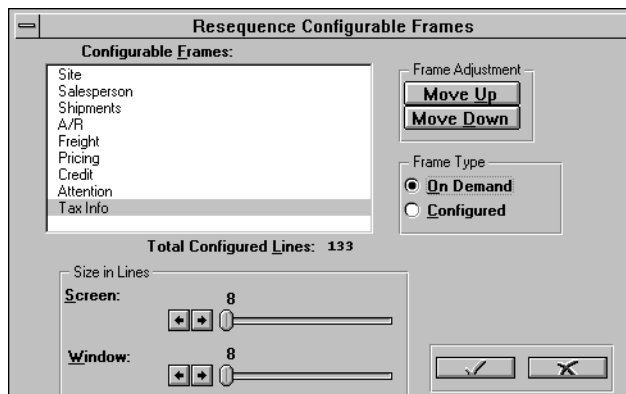 Resequence Configurable Frames
Configurable Frames:
Site
Salesperson
Shipments
A/R
Freight
Pricing
Credit
Attention
Tax Info
Total Configured Lines: 133
Frame Adjustment
Move Up
Move Down
Frame Type
On Demand
Configured
Size in Lines
Screen:
8
Window:
8